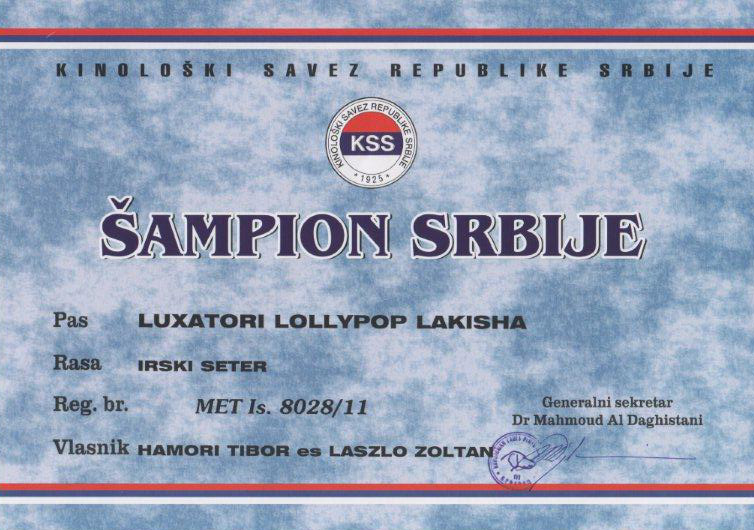 KINOLOŠKI SAVEZ REPUBLIKE SRBIJE
KINOLOŠKI SAVEZ REPUBLIKE SRBIJE
KSS
* 1925 *
ŠAMPION SRBIJE
Pas LUXATORI LOLLYPOP LAKISHA
Rasa IRSKI SETER
Reg. br. MET Is. 8028/11
Generalni sekretar
Dr Mahmoud Al Daghistani
Vlasnik HAMORI TIBOR es LASZLO ZOLTAN